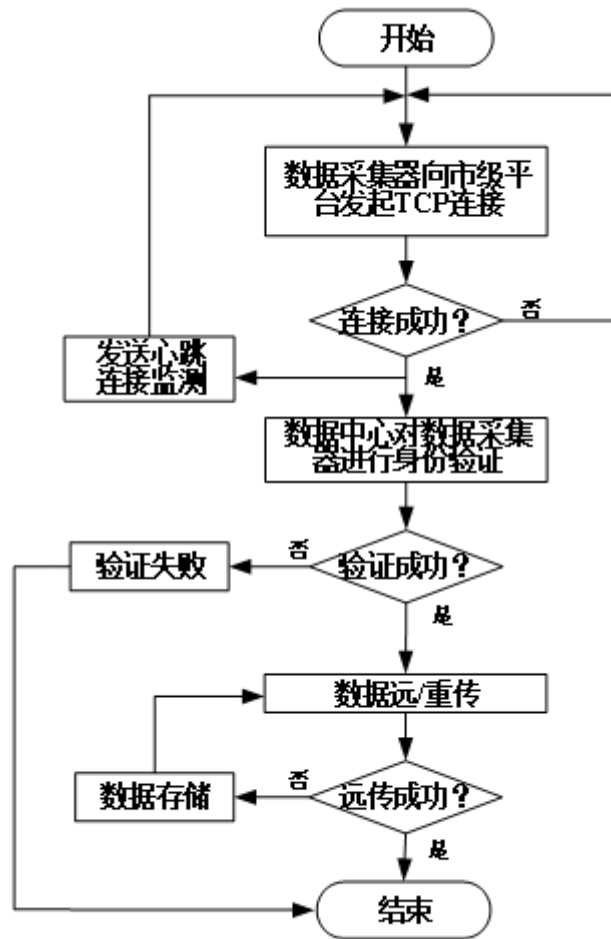 开始
数据采集器向市级平
台发起TCP连接
连接成功？
否
发送心跳
连接监测
是
数据中心对数据采集
器进行身份验证
否
验证失败
验证成功？
是
数据远/重传
否
数据存储
远传成功？
是
结束